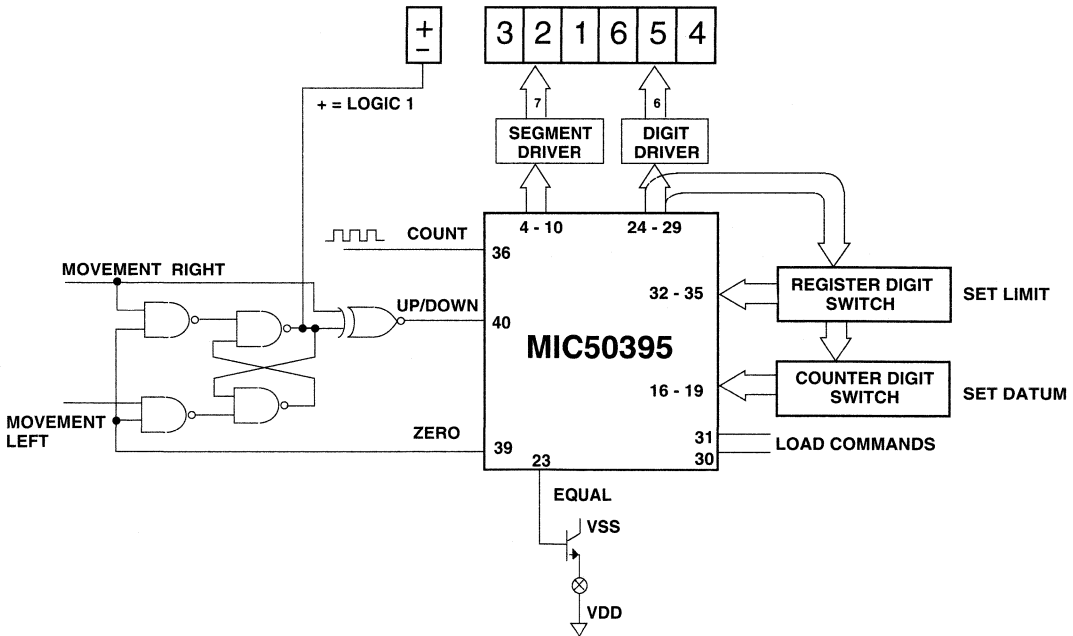 +
−
3 2 1 6 5 4
+ = LOGIC 1
7
6
SEGMENT
DRIVER
DIGIT
DRIVER
4 - 10
24 - 29
COUNT
36
MOVEMENT RIGHT
UP/DOWN
40
32 - 35
REGISTER DIGIT
SWITCH
SET LIMIT
MIC50395
16 - 19
COUNTER DIGIT
SWITCH
SET DATUM
MOVEMENT
LEFT
ZERO
39
31
30
LOAD COMMANDS
23
EQUAL
VSS
VDD